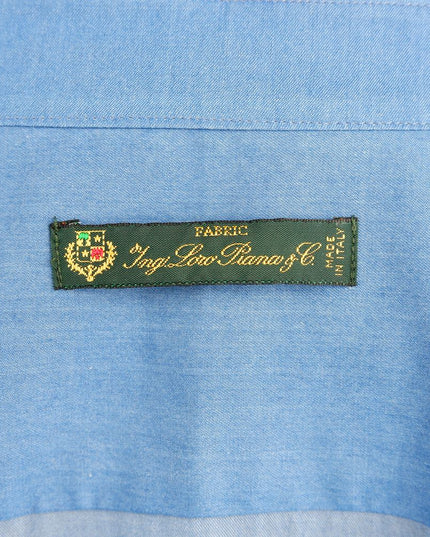 FABRIC
Ing. Loro Piana & C.
MADE
IN ITALY